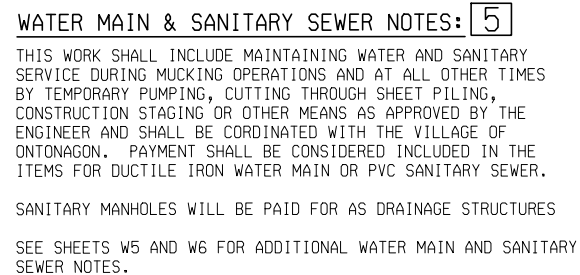 WATER MAIN & SANITARY SEWER NOTES: 5
THIS WORK SHALL INCLUDE MAINTAINING WATER AND SANITARY
SERVICE DURING MUCKING OPERATIONS AND AT ALL OTHER TIMES
BY TEMPORARY PUMPING, CUTTING THROUGH SHEET PILING,
CONSTRUCTION STAGING OR OTHER MEANS AS APPROVED BY THE
ENGINEER AND SHALL BE CORDINATED WITH THE VILLAGE OF
ONTONAGON. PAYMENT SHALL BE CONSIDERED INCLUDED IN THE
ITEMS FOR DUCTILE IRON WATER MAIN OR PVC SANITARY SEWER.
SANITARY MANHOLES WILL BE PAID FOR AS DRAINAGE STRUCTURES
SEE SHEETS W5 AND W6 FOR ADDITIONAL WATER MAIN AND SANITARY
SEWER NOTES.